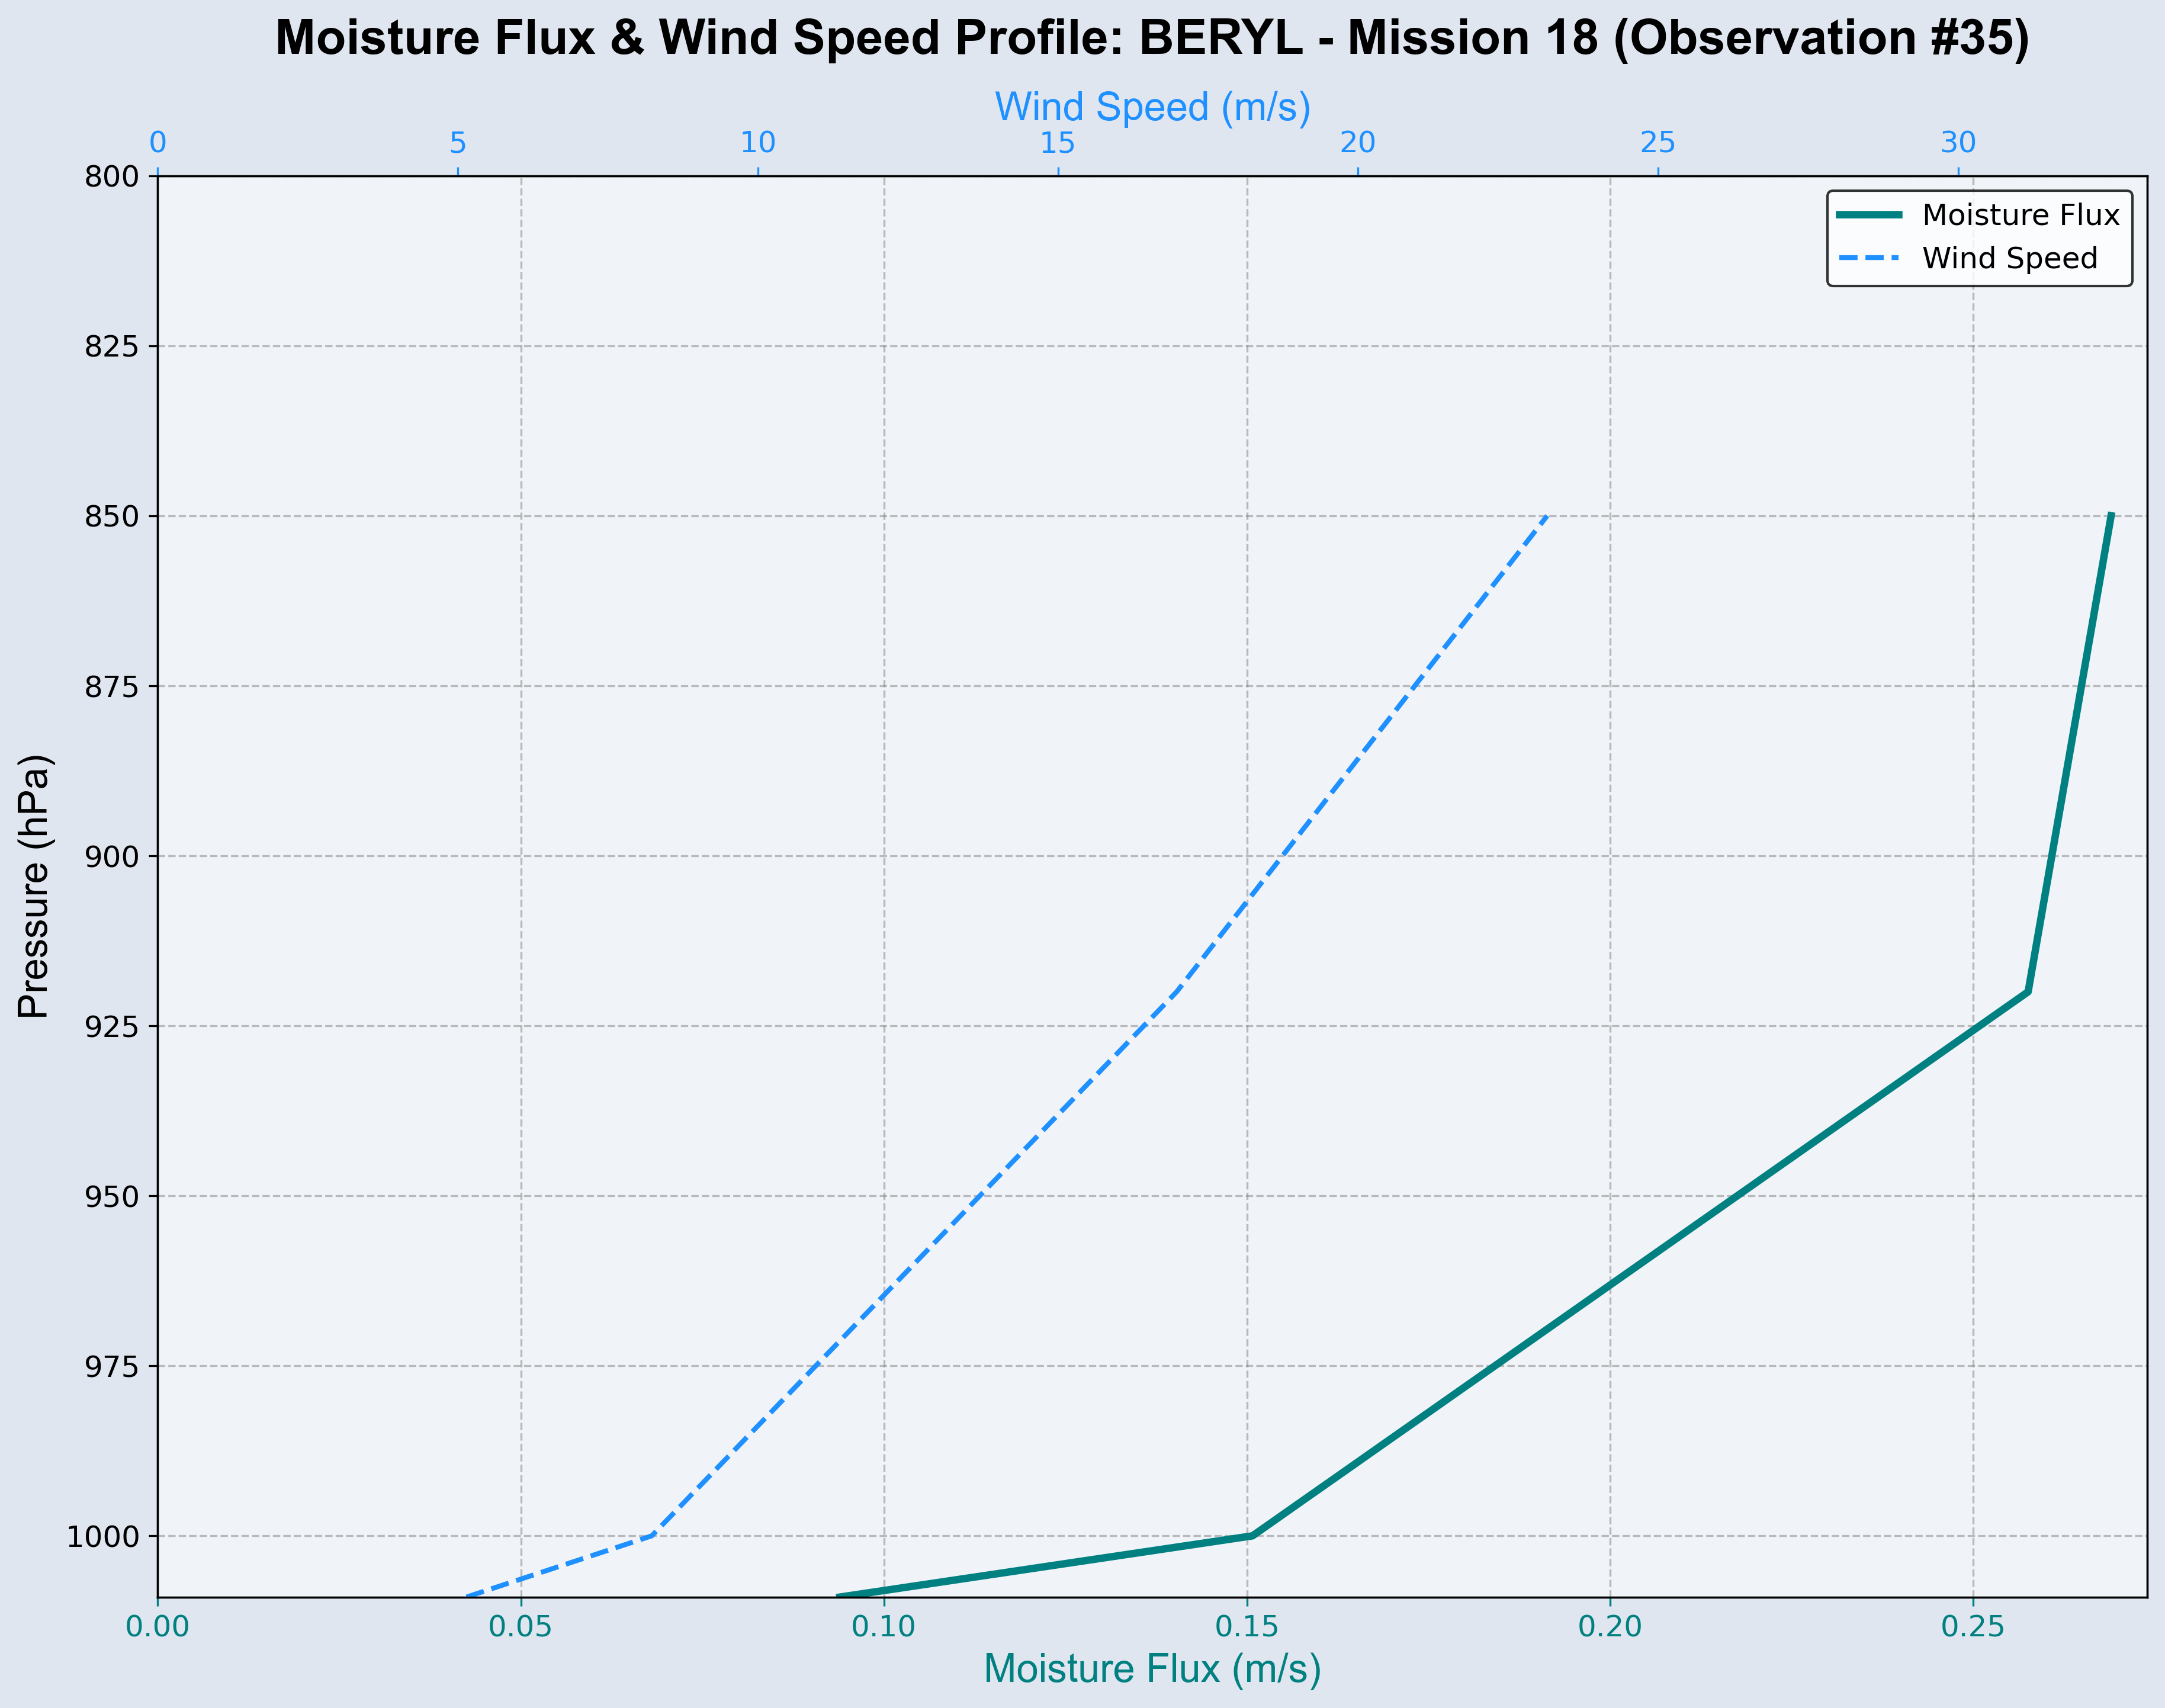 Moisture Flux & Wind Speed Profile: BERYL - Mission 18 (Observation #35)
Wind Speed (m/s)
0 5 10 15 20 25 30
Moisture Flux
Wind Speed
800
825
850
875
900
925
950
975
1000
Pressure (hPa)
0.00 0.05 0.10 0.15 0.20 0.25
Moisture Flux (m/s)